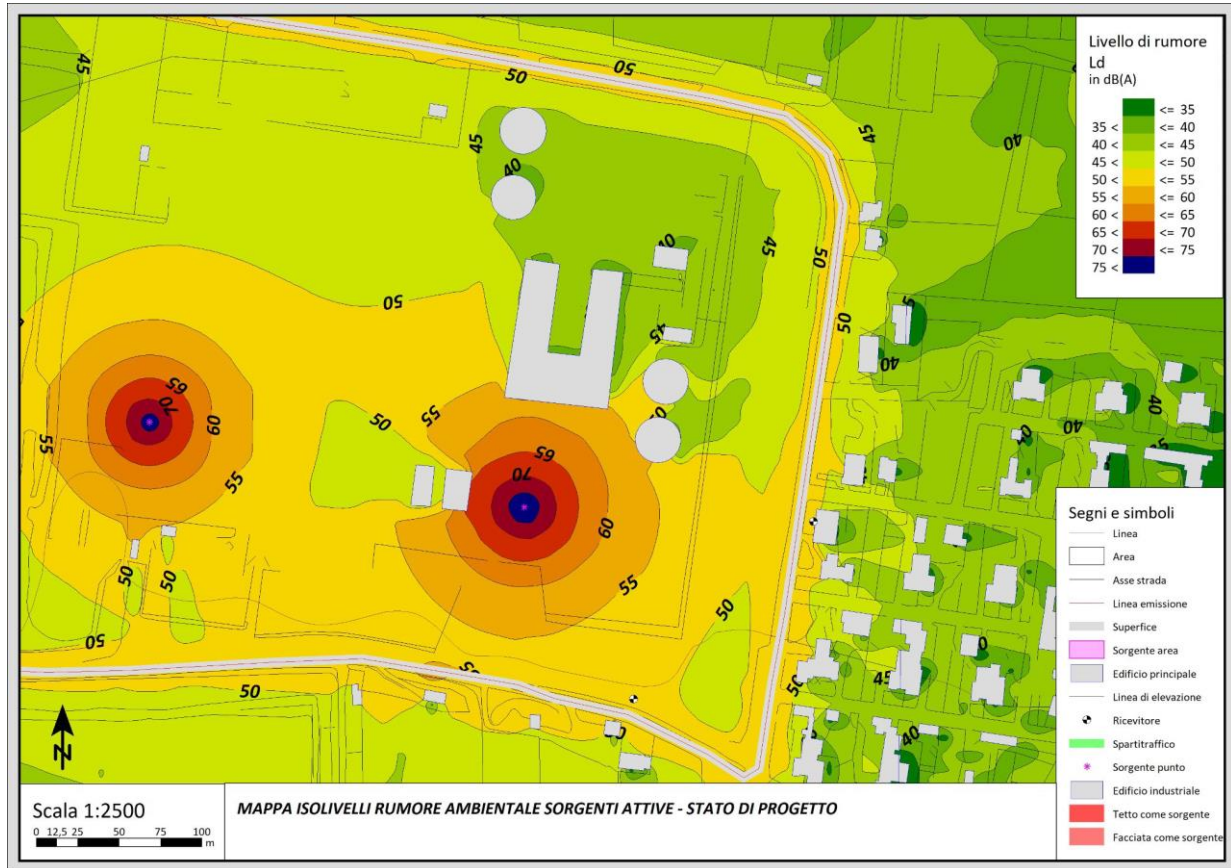 45
50
50
45
40
45
40
40
45
50
50
50
45
40
65
70
60
55
55
50
55
65
70
60
55
50
40
40
40
50
50
50
50
50
45
40
Livello di rumore
Ld
in dB(A)
<= 35
35 < <= 40
40 < <= 45
45 < <= 50
50 < <= 55
55 < <= 60
60 < <= 65
65 < <= 70
70 < <= 75
75 <
Segni e simboli
Linea
Area
Asse strada
Linea emissione
Superfice
Sorgente area
Edificio principale
Linea di elevazione
Ricevitore
Spartitraffico
Sorgente punto
Edificio industriale
Tetto come sorgente
Facciata come sorgente
N
Scala 1:2500
0 12,5 25 50 75 100
m
MAPPA ISOLIVELLI RUMORE AMBIENTALE SORGENTI ATTIVE - STATO DI PROGETTO